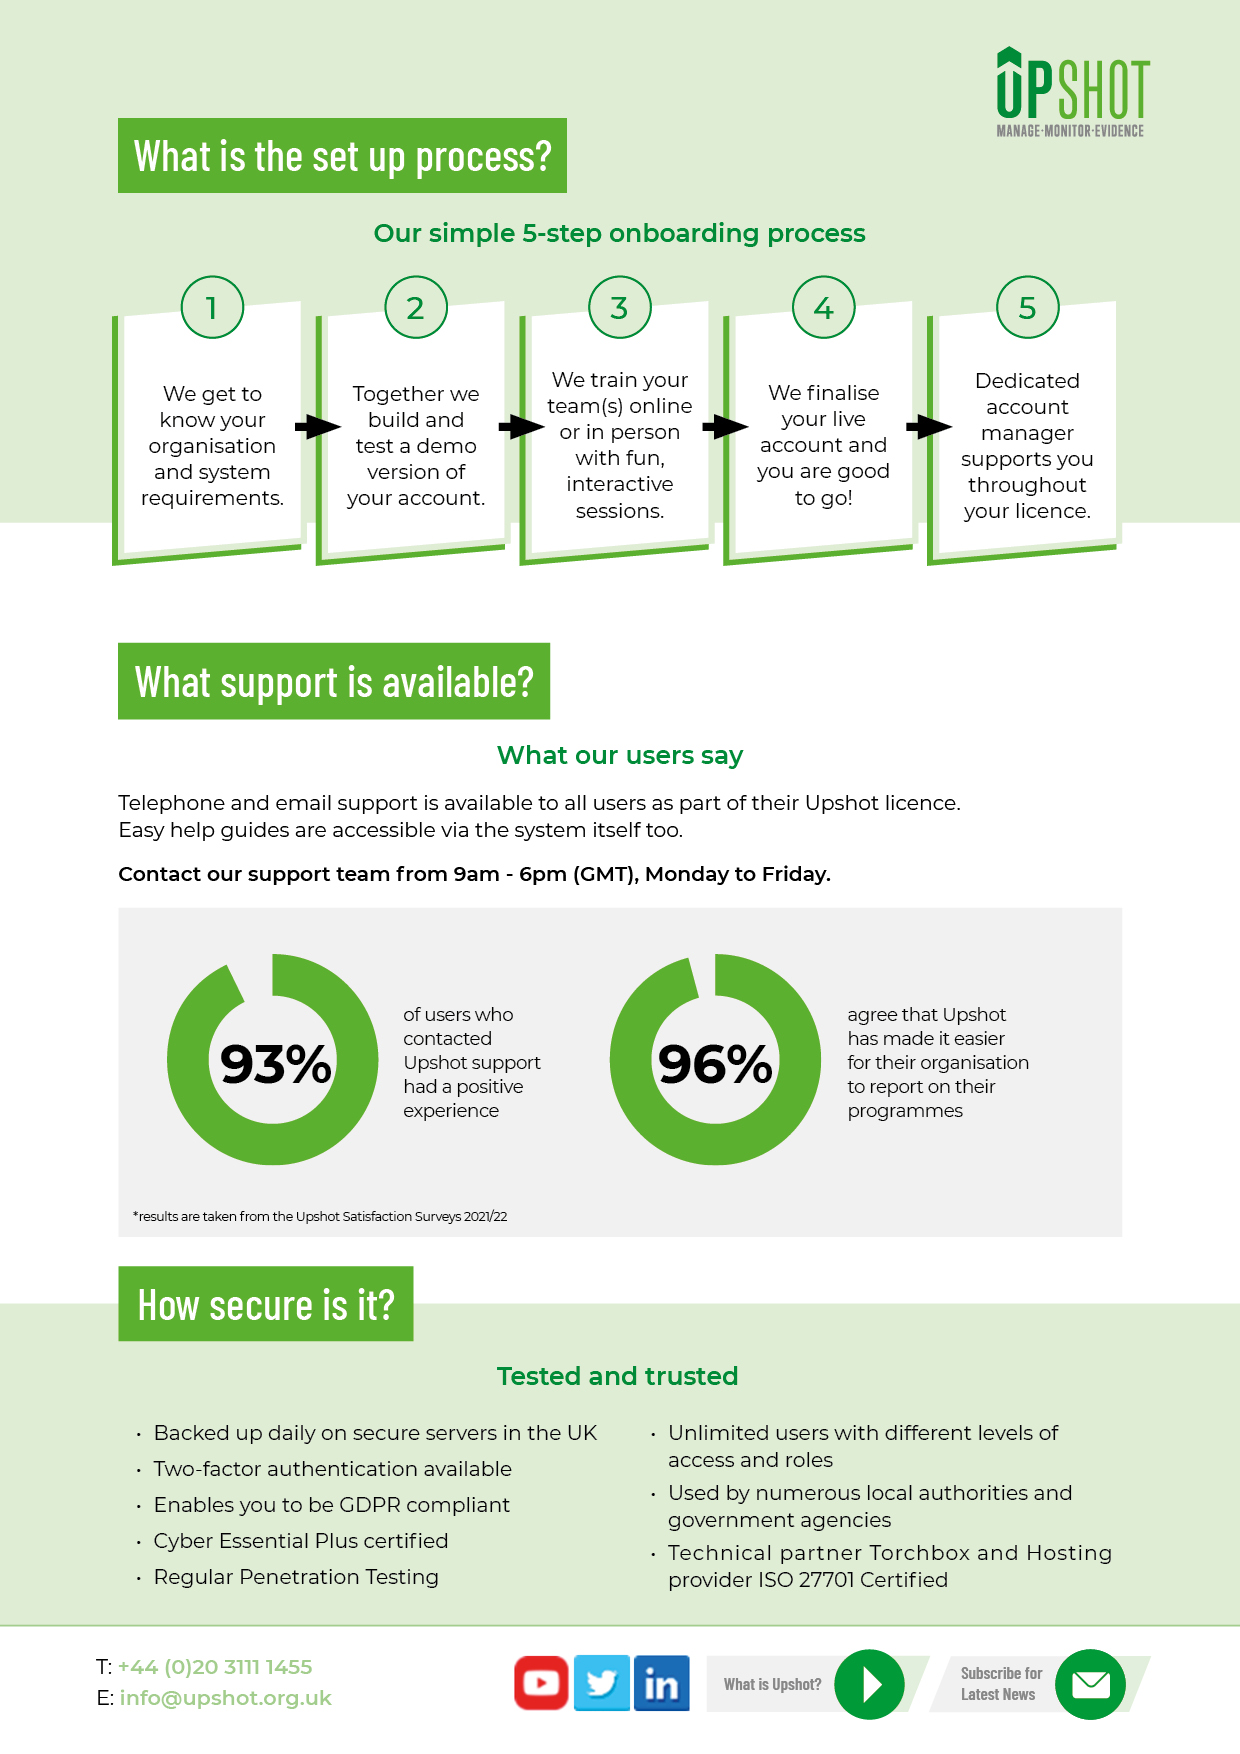 UPSHOT
MANAGE·MONITOR·EVIDENCE
What is the set up process?
Our simple 5-step onboarding process
1
We get to
know your
organisation
and system
requirements.
2
Together we
build and
test a demo
version of
your account.
3
We train your
team(s) online
or in person
with fun,
interactive
sessions.
4
We finalise
your live
account and
you are good
to go!
5
Dedicated
account
manager
supports you
throughout
your licence.
What support is available?
What our users say
Telephone and email support is available to all users as part of their Upshot licence.
Easy help guides are accessible via the system itself too.
Contact our support team from 9am - 6pm (GMT), Monday to Friday.
93%
of users who
contacted
Upshot support
had a positive
experience
96%
agree that Upshot
has made it easier
for their organisation
to report on their
programmes
*results are taken from the Upshot Satisfaction Surveys 2021/22
How secure is it?
Tested and trusted
• Backed up daily on secure servers in the UK
• Two-factor authentication available
• Enables you to be GDPR compliant
• Cyber Essential Plus certified
• Regular Penetration Testing
• Unlimited users with different levels of
access and roles
• Used by numerous local authorities and
government agencies
• Technical partner Torchbox and Hosting
provider ISO 27701 Certified
T: +44 (0)20 3111 1455
E: info@upshot.org.uk
in
What is Upshot?
Subscribe for
Latest News